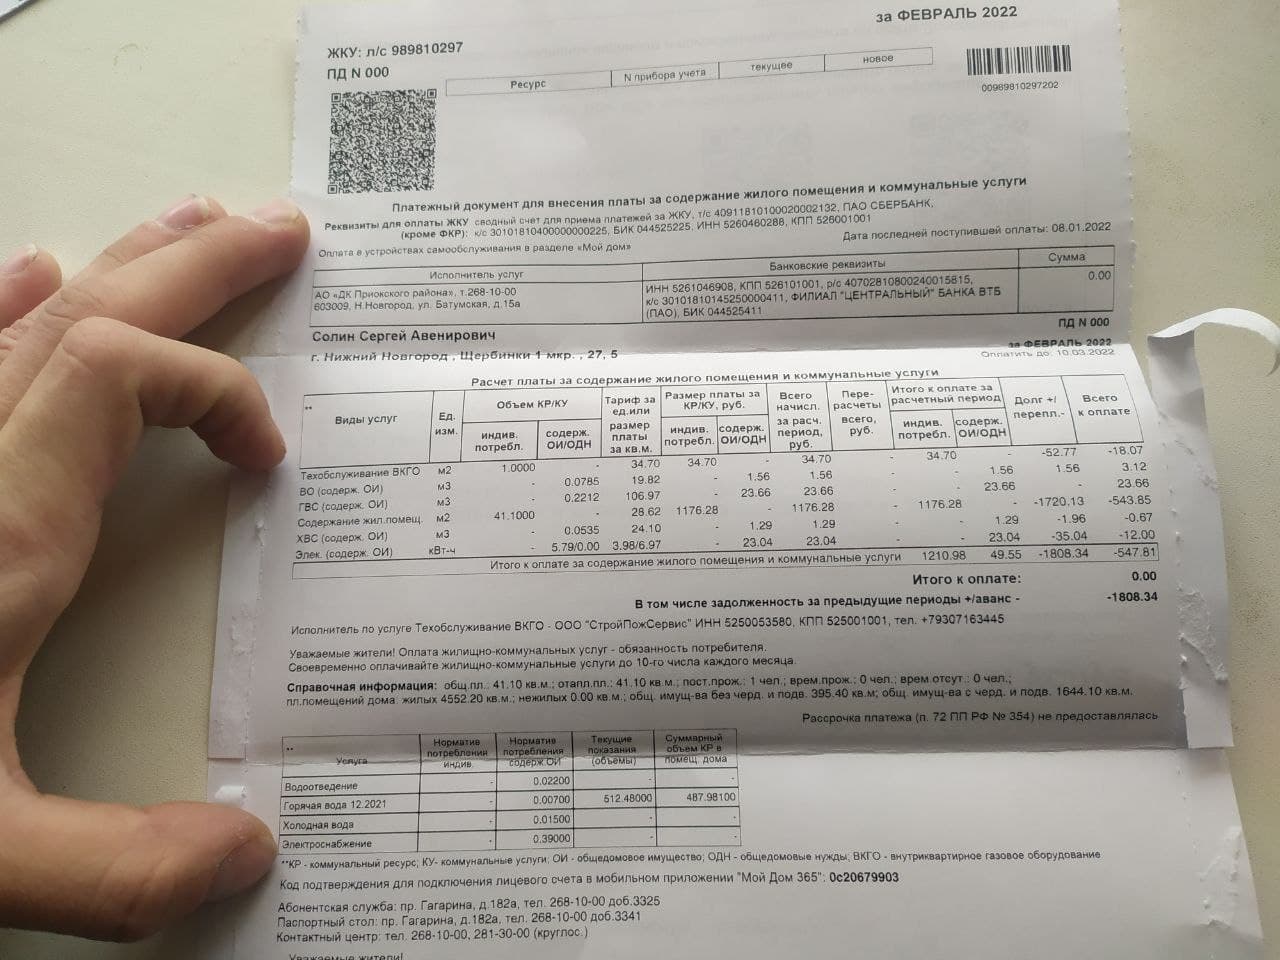 за ФЕВРАЛЬ 2022
ЖКУ: л/с 989810297
ПД N 000
Ресурс N прибора учета текущее новое
00989810297202
Платежный документ для внесения платы за содержание жилого помещения и коммунальные услуги
Реквизиты для оплаты ЖКУ сводный счет для приема платежей за ЖКУ, т/с 40911810100020002132, ПАО СБЕРБАНК,
(кроме ФКР): к/с 30101810400000000225, БИК 044525225, ИНН 5260460288, КПП 526001001
Оплата в устройствах самообслуживания в разделе «Мой дом»
Дата последней поступившей оплаты: 08.01.2022
Исполнитель услуг Банковские реквизиты Сумма
АО «ДК Приокского района», т.268-10-00
603009, Н.Новгород, ул. Батумская, д.15а
ИНН 5261046908, КПП 526101001, р/с 40702810800240015815,
к/с 30101810145250000411, ФИЛИАЛ "ЦЕНТРАЛЬНЫЙ" БАНКА ВТБ
(ПАО), БИК 044525411
0.00
Солин Сергей Авенирович
ПД N 000
г. Нижний Новгород , Щербинки 1 мкр. , 27, 5
за ФЕВРАЛЬ 2022
Оплатить до: 10.03.2022
Расчет платы за содержание жилого помещения и коммунальные услуги
**
Виды услуг
Ед. изм.
Объем КР/КУ
индив. потребл.
содерж. ОИ/ОДН
Тариф за ед.или размер платы за кв.м.
Размер платы за КР/КУ, руб.
индив. потребл.
содерж. ОИ/ОДН
Всего начисл. за расч. период, руб.
Пере- расчеты всего, руб.
Итого к оплате за расчетный период
индив. потребл.
содерж. ОИ/ОДН
Долг +/ перепл.-
Всего к оплате
Техобслуживание ВКГО м2 1.0000 - 34.70 34.70 - 34.70 - 34.70 - -52.77 -18.07
ВО (содерж. ОИ) м3 - 0.0785 19.82 - 1.56 1.56 - - 1.56 1.56 3.12
ГВС (содерж. ОИ) м3 - 0.2212 106.97 - 23.66 23.66 - - 23.66 - 23.66
Содержание жил.помещ. м2 41.1000 - 28.62 1176.28 - 1176.28 - 1176.28 - -1720.13 -543.85
ХВС (содерж. ОИ) м3 - 0.0535 24.10 - 1.29 1.29 - - 1.29 -1.96 -0.67
Элек. (содерж. ОИ) кВт-ч - 5.79/0.00 3.98/6.97 - 23.04 23.04 - - 23.04 -35.04 -12.00
Итого к оплате за содержание жилого помещения и коммунальные услуги 1210.98 49.55 -1808.34 -547.81
Итого к оплате: 0.00
В том числе задолженность за предыдущие периоды +/аванс - -1808.34
Исполнитель по услуге Техобслуживание ВКГО - ООО "СтройПожСервис" ИНН 5250053580, КПП 525001001, тел. +79307163445
Уважаемые жители! Оплата жилищно-коммунальных услуг - обязанность потребителя.
Своевременно оплачивайте жилищно-коммунальные услуги до 10-го числа каждого месяца.
Справочная информация: общ.пл.: 41.10 кв.м.; отапл.пл.: 41.10 кв.м.; пост.прож.: 1 чел.; врем.прож.: 0 чел.; врем.отсут.: 0 чел.;
пл.помещений дома: жилых 4552.20 кв.м.; нежилых 0.00 кв.м.; общ. имущ-ва без черд. и подв. 395.40 кв.м; общ. имущ-ва с черд. и подв. 1644.10 кв.м.
Рассрочка платежа (п. 72 ПП РФ № 354) не предоставлялась
**
Услуга
Норматив потребления индив.
Норматив потребления содерж.ОИ
Текущие показания (объемы)
Суммарный объем КР в помещ. дома
Водоотведение - 0.02200 - -
Горячая вода 12.2021 - 0.00700 512.48000 487.98100
Холодная вода - 0.01500 - -
Электроснабжение - 0.39000 - -
**КР - коммунальный ресурс; КУ- коммунальные услуги; ОИ - общедомовое имущество; ОДН - общедомовые нужды; ВКГО - внутриквартирное газовое оборудование
Код подтверждения для подключения лицевого счета в мобильном приложении "Мой Дом 365": 0c20679903
Абонентская служба: пр. Гагарина, д.182а, тел. 268-10-00 доб.3325
Паспортный стол: пр. Гагарина, д.182а, тел. 268-10-00 доб.3341
Контактный центр: тел. 268-10-00, 281-30-00 (круглос.)
Уважаемые жители!